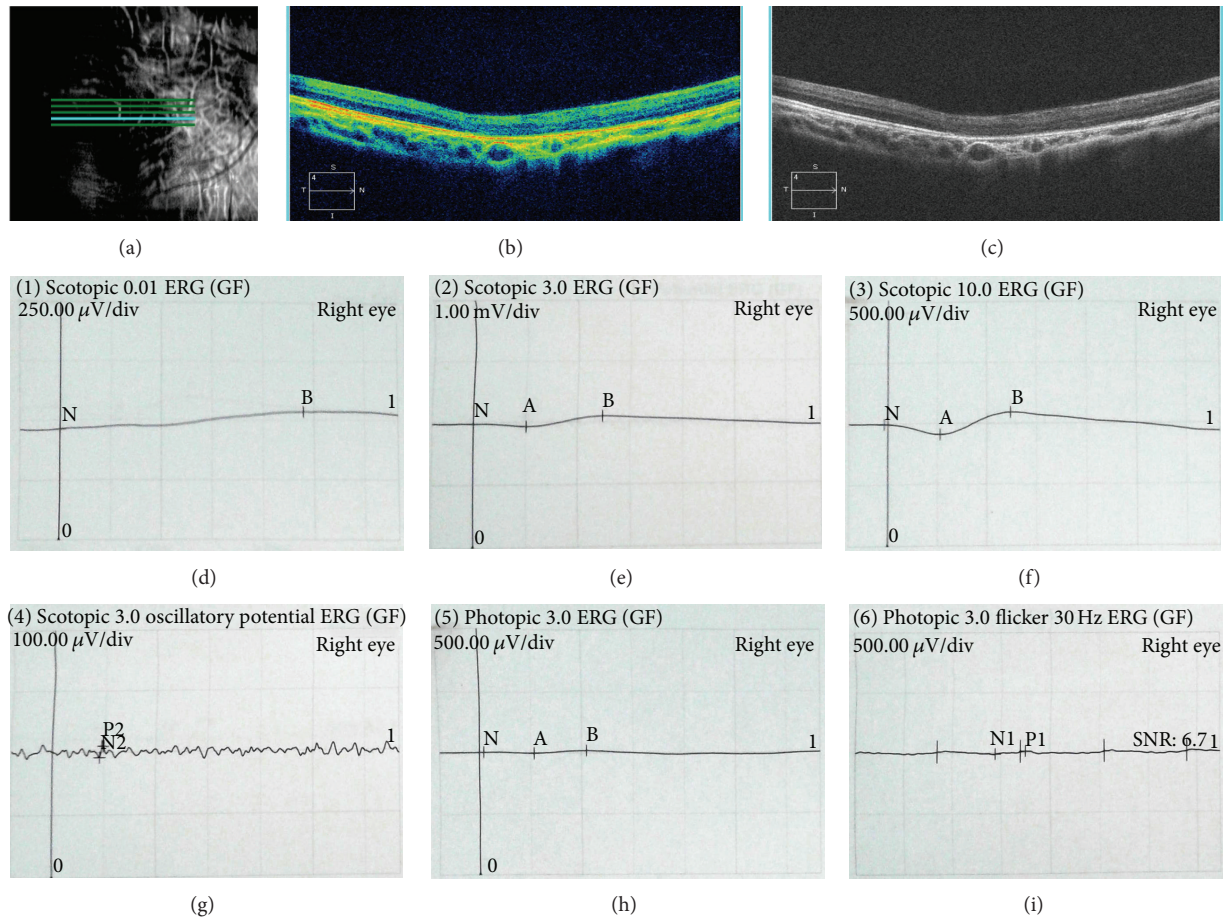 (a)
4
S
T
N
I
(b)
4
S
T
N
I
(c)
(1) Scotopic 0.01 ERG (GF)
250.00 μV/div
Right eye
N
B
1
0
(d)
(2) Scotopic 3.0 ERG (GF)
1.00 mV/div
Right eye
N
A
B
1
0
(e)
(3) Scotopic 10.0 ERG (GF)
500.00 μV/div
Right eye
N
A
B
1
0
(f)
(4) Scotopic 3.0 oscillatory potential ERG (GF)
100.00 μV/div
Right eye
P2
N2
1
0
(g)
(5) Photopic 3.0 ERG (GF)
500.00 μV/div
Right eye
N
A
B
1
0
(h)
(6) Photopic 3.0 flicker 30 Hz ERG (GF)
500.00 μV/div
Right eye
N1
P1
SNR: 6.71
(i)